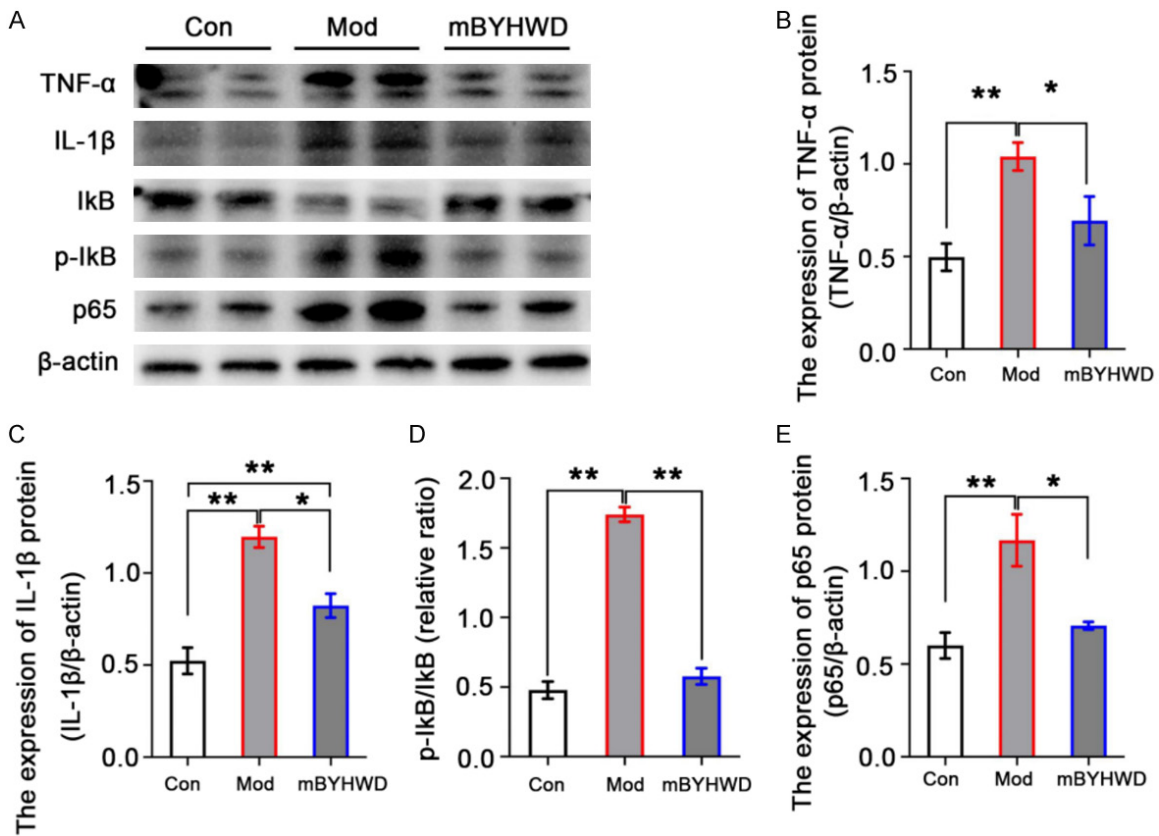 A
Con Mod mBYHWD
TNF-α
IL-1β
IkB
p-IkB
p65
β-actin
B
The expression of TNF-α protein
(TNF-α/β-actin)
1.5
1.0
0.5
0.0
** *
Con Mod mBYHWD
C
The expression of IL-1β protein
(IL-1β/β-actin)
1.5
1.0
0.5
0.0
**
** *
Con Mod mBYHWD
D
p-IkB/IkB (relative ratio)
2.0
1.5
1.0
0.5
0.0
** **
Con Mod mBYHWD
E
The expression of p65 protein
(p65/β-actin)
1.5
1.0
0.5
0.0
** *
Con Mod mBYHWD